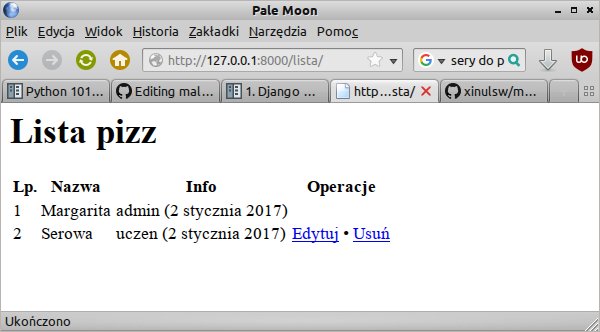 Pale Moon
Plik Edycja Widok Historia Zakładki Narzędzia Pomoc
http://127.0.0.1:8000/lista/ sery do p
Python 101... Editing mal... 1. Django ... http...sta/ xinulsw/m...
Lista pizz
Lp. Nazwa Info Operacje
1 Margarita admin (2 stycznia 2017)
2 Serowa uczen (2 stycznia 2017) Edytuj • Usuń
Ukończono